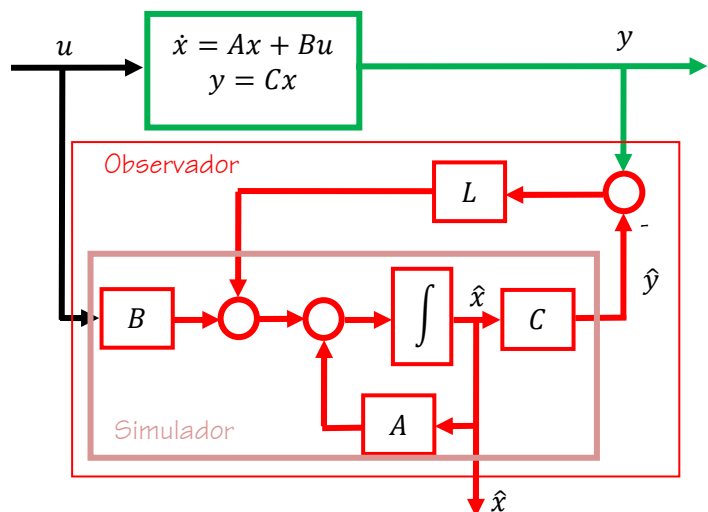 u
ẋ = Ax + Bu
y = Cx
y
Observador
L
-
ŷ
B
∫
x̂
C
A
Simulador
x̂